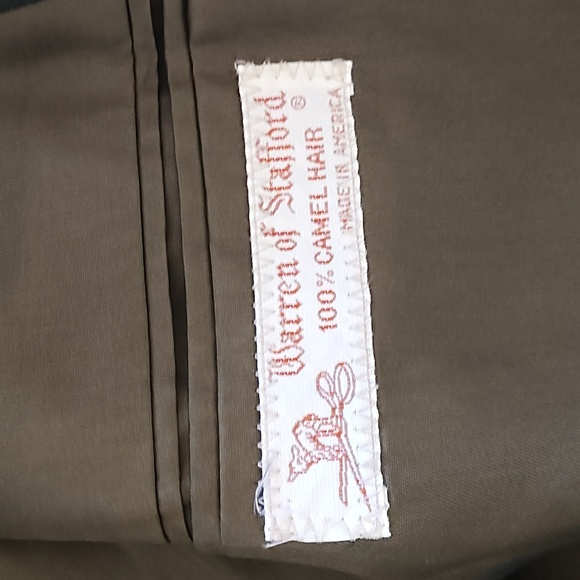 Warren of Stafford ®
100% CAMEL HAIR
MADE IN AMERICA